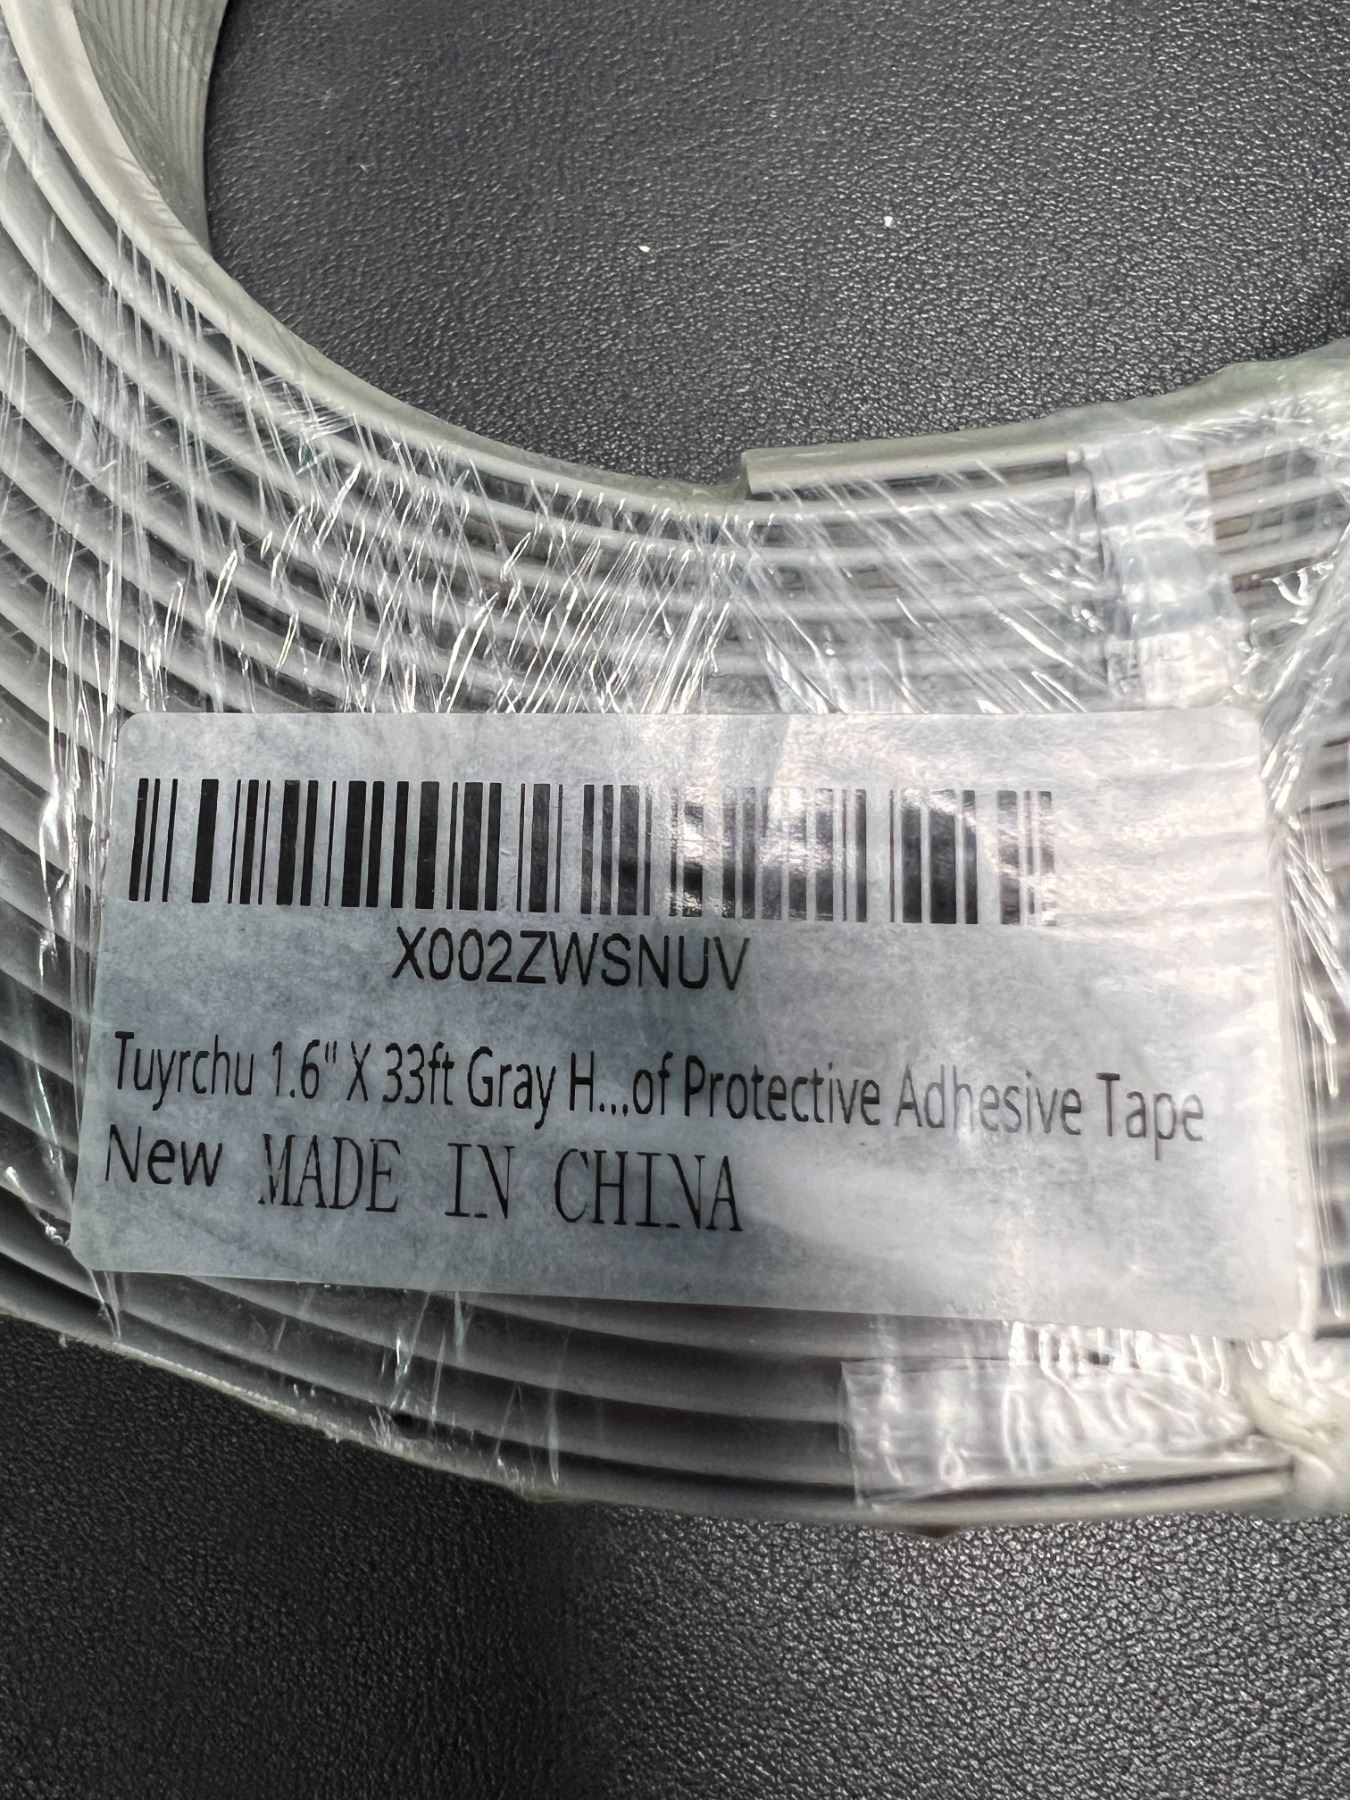 X002ZWSNUV
Tuyrchu 1.6" X 33ft Gray H...of Protective Adhesive Tape
New MADE IN CHINA